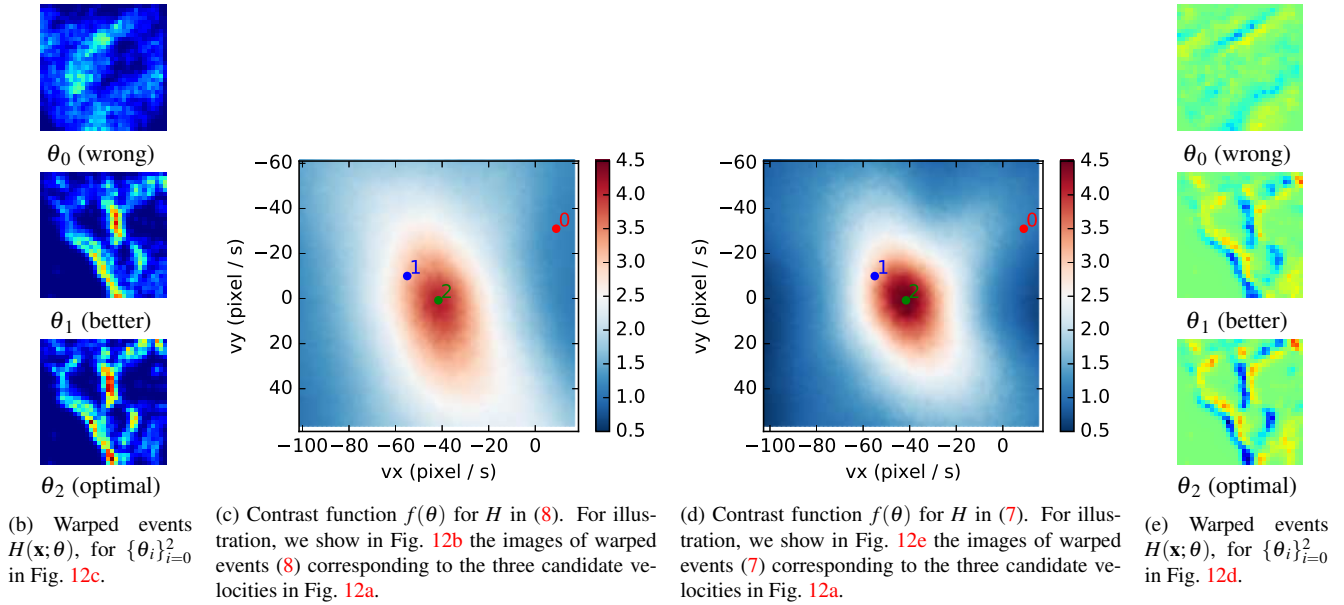 θ0 (wrong)
θ1 (better)
θ2 (optimal)
(b) Warped events
H(x;θ), for {θi}²i=0
in Fig. 12c.
−60
−40
−20
0
20
40
vy (pixel / s)
−100 −80 −60 −40 −20 0
vx (pixel / s)
0
1
2
4.5
4.0
3.5
3.0
2.5
2.0
1.5
1.0
0.5
(c) Contrast function f(θ) for H in (8). For illus-
tration, we show in Fig. 12b the images of warped
events (8) corresponding to the three candidate ve-
locities in Fig. 12a.
−60
−40
−20
0
20
40
vy (pixel / s)
−100 −80 −60 −40 −20 0
vx (pixel / s)
0
1
2
4.5
4.0
3.5
3.0
2.5
2.0
1.5
1.0
0.5
(d) Contrast function f(θ) for H in (7). For illus-
tration, we show in Fig. 12e the images of warped
events (7) corresponding to the three candidate ve-
locities in Fig. 12a.
θ0 (wrong)
θ1 (better)
θ2 (optimal)
(e) Warped events
H(x;θ), for {θi}²i=0
in Fig. 12d.